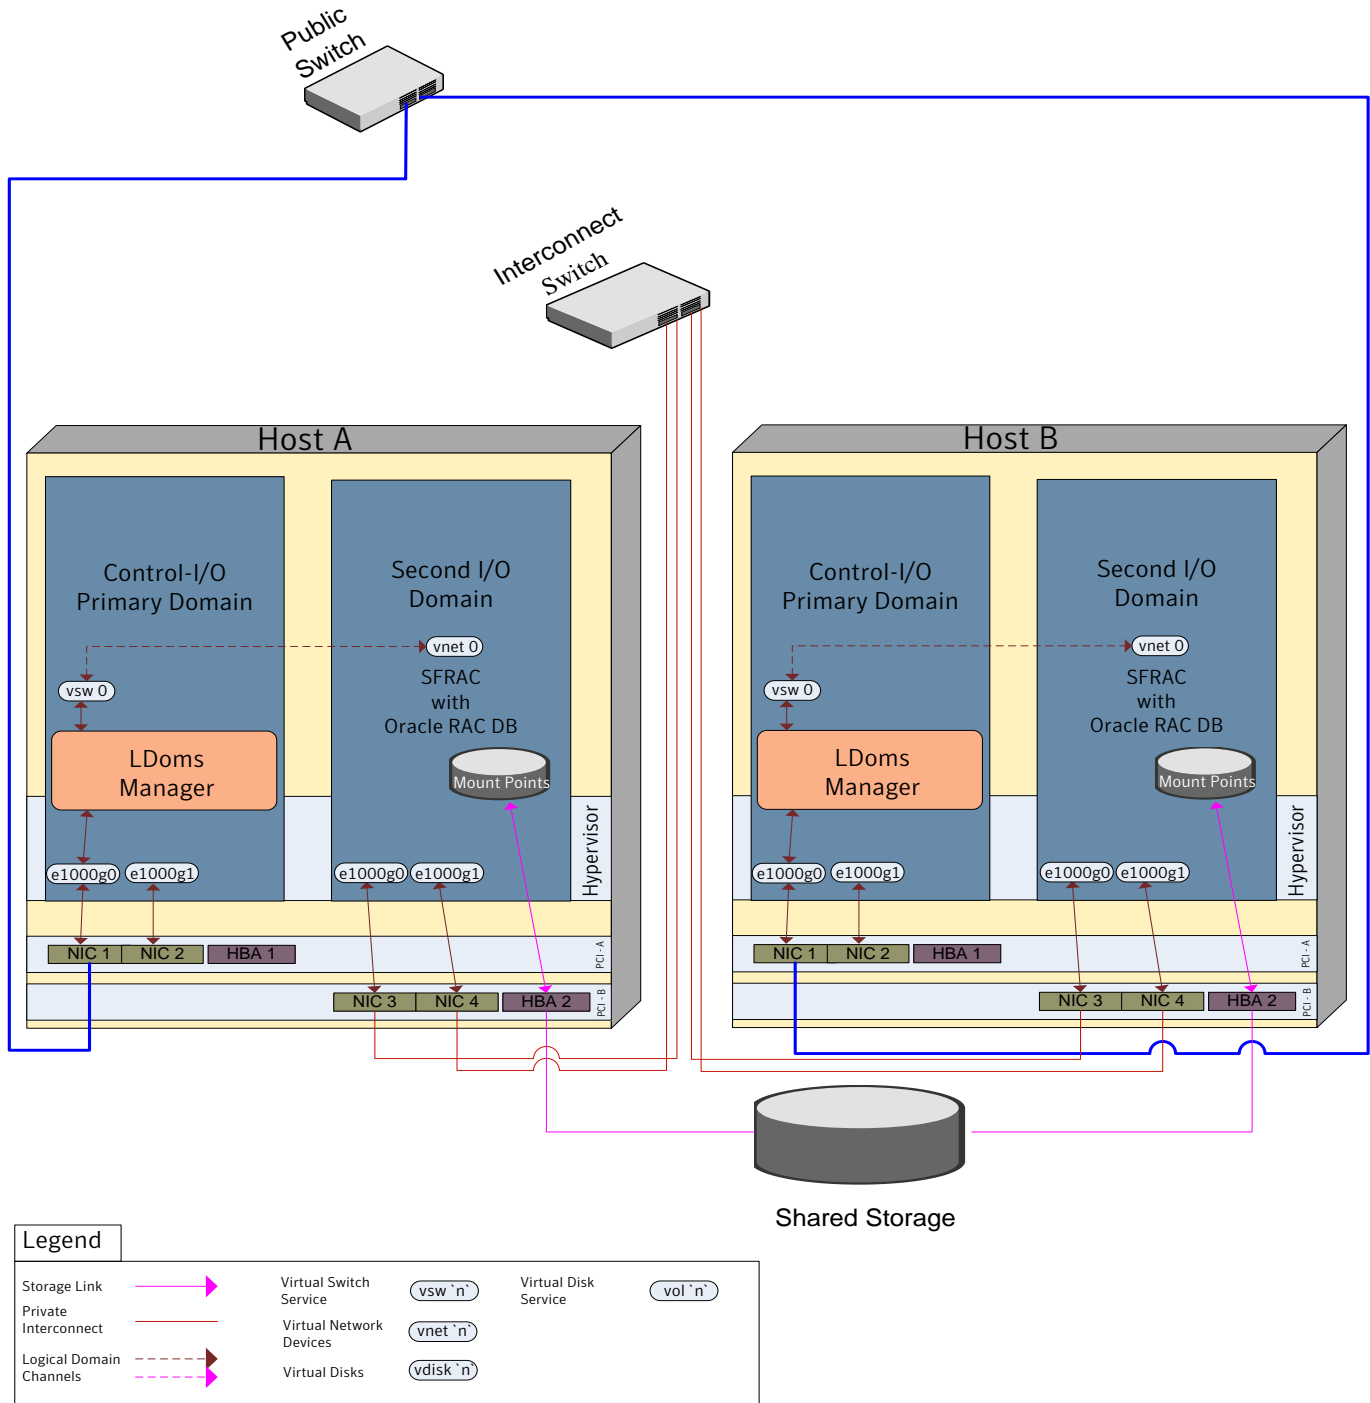 Public
Switch
Interconnect
Switch
Host A
Control-I/O
Primary Domain
Second I/O
Domain
vnet 0
vsw 0
SFRAC
with
Oracle RAC DB
LDoms
Manager
Mount Points
Hypervisor
e1000g0
e1000g1
e1000g0
e1000g1
NIC 1
NIC 2
HBA 1
PCI - A
NIC 3
NIC 4
HBA 2
PCI - B
Host B
Control-I/O
Primary Domain
Second I/O
Domain
vnet 0
vsw 0
SFRAC
with
Oracle RAC DB
LDoms
Manager
Mount Points
Hypervisor
e1000g0
e1000g1
e1000g0
e1000g1
NIC 1
NIC 2
HBA 1
PCI - A
NIC 3
NIC 4
HBA 2
PCI - B
Shared Storage
Legend
Storage Link
Private
Interconnect
Logical Domain
Channels
Virtual Switch
Service
vsw `n`
Virtual Network
Devices
vnet `n`
Virtual Disks
vdisk `n`
Virtual Disk
Service
vol `n`